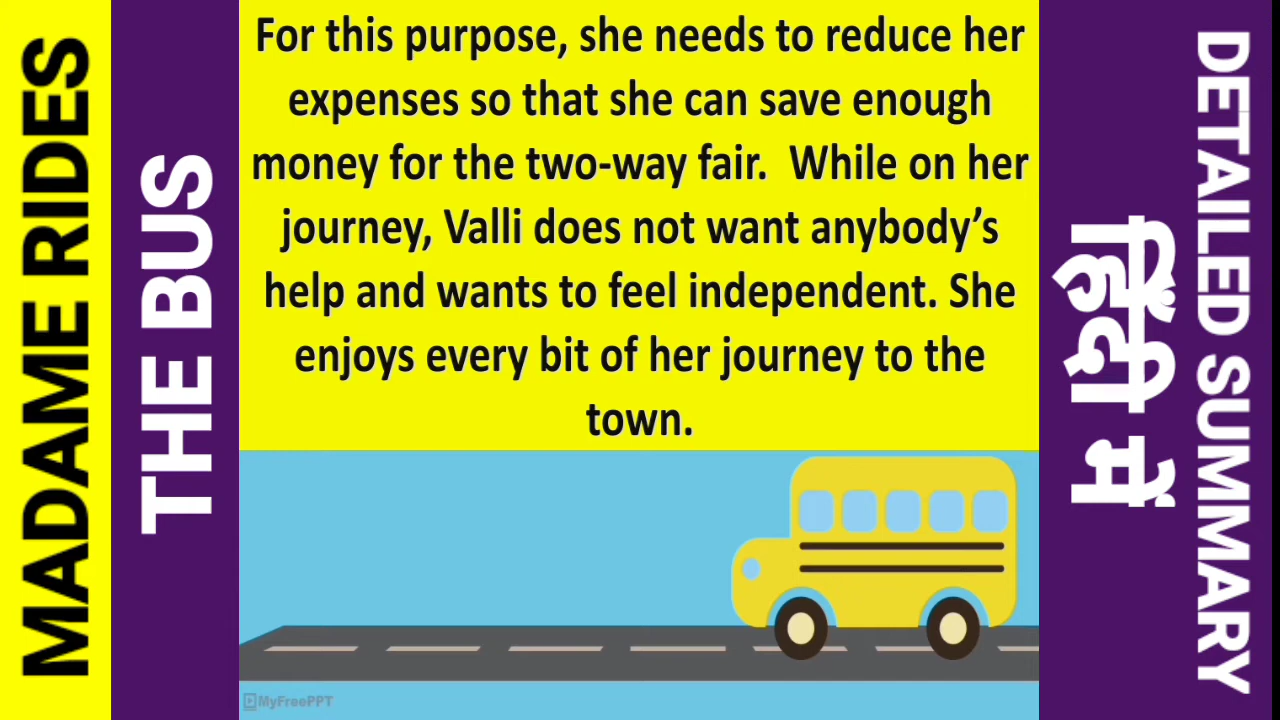 MADAME RIDES
THE BUS
For this purpose, she needs to reduce her
expenses so that she can save enough
money for the two-way fair.  While on her
journey, Valli does not want anybody’s
help and wants to feel independent. She
enjoys every bit of her journey to the
town.
MyFreePPT
हिंदी में
DETAILED SUMMARY